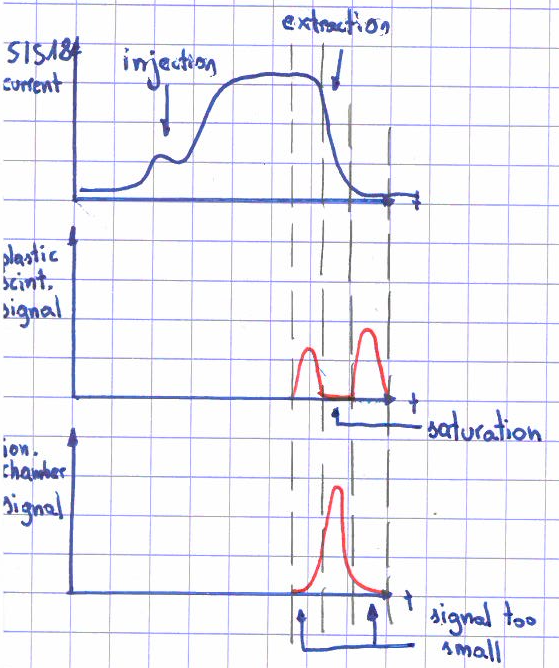 extraction
SIS18
current
injection
t
plastic
scint.
signal
t
saturation
ion.
chamber
signal
t
signal too
small